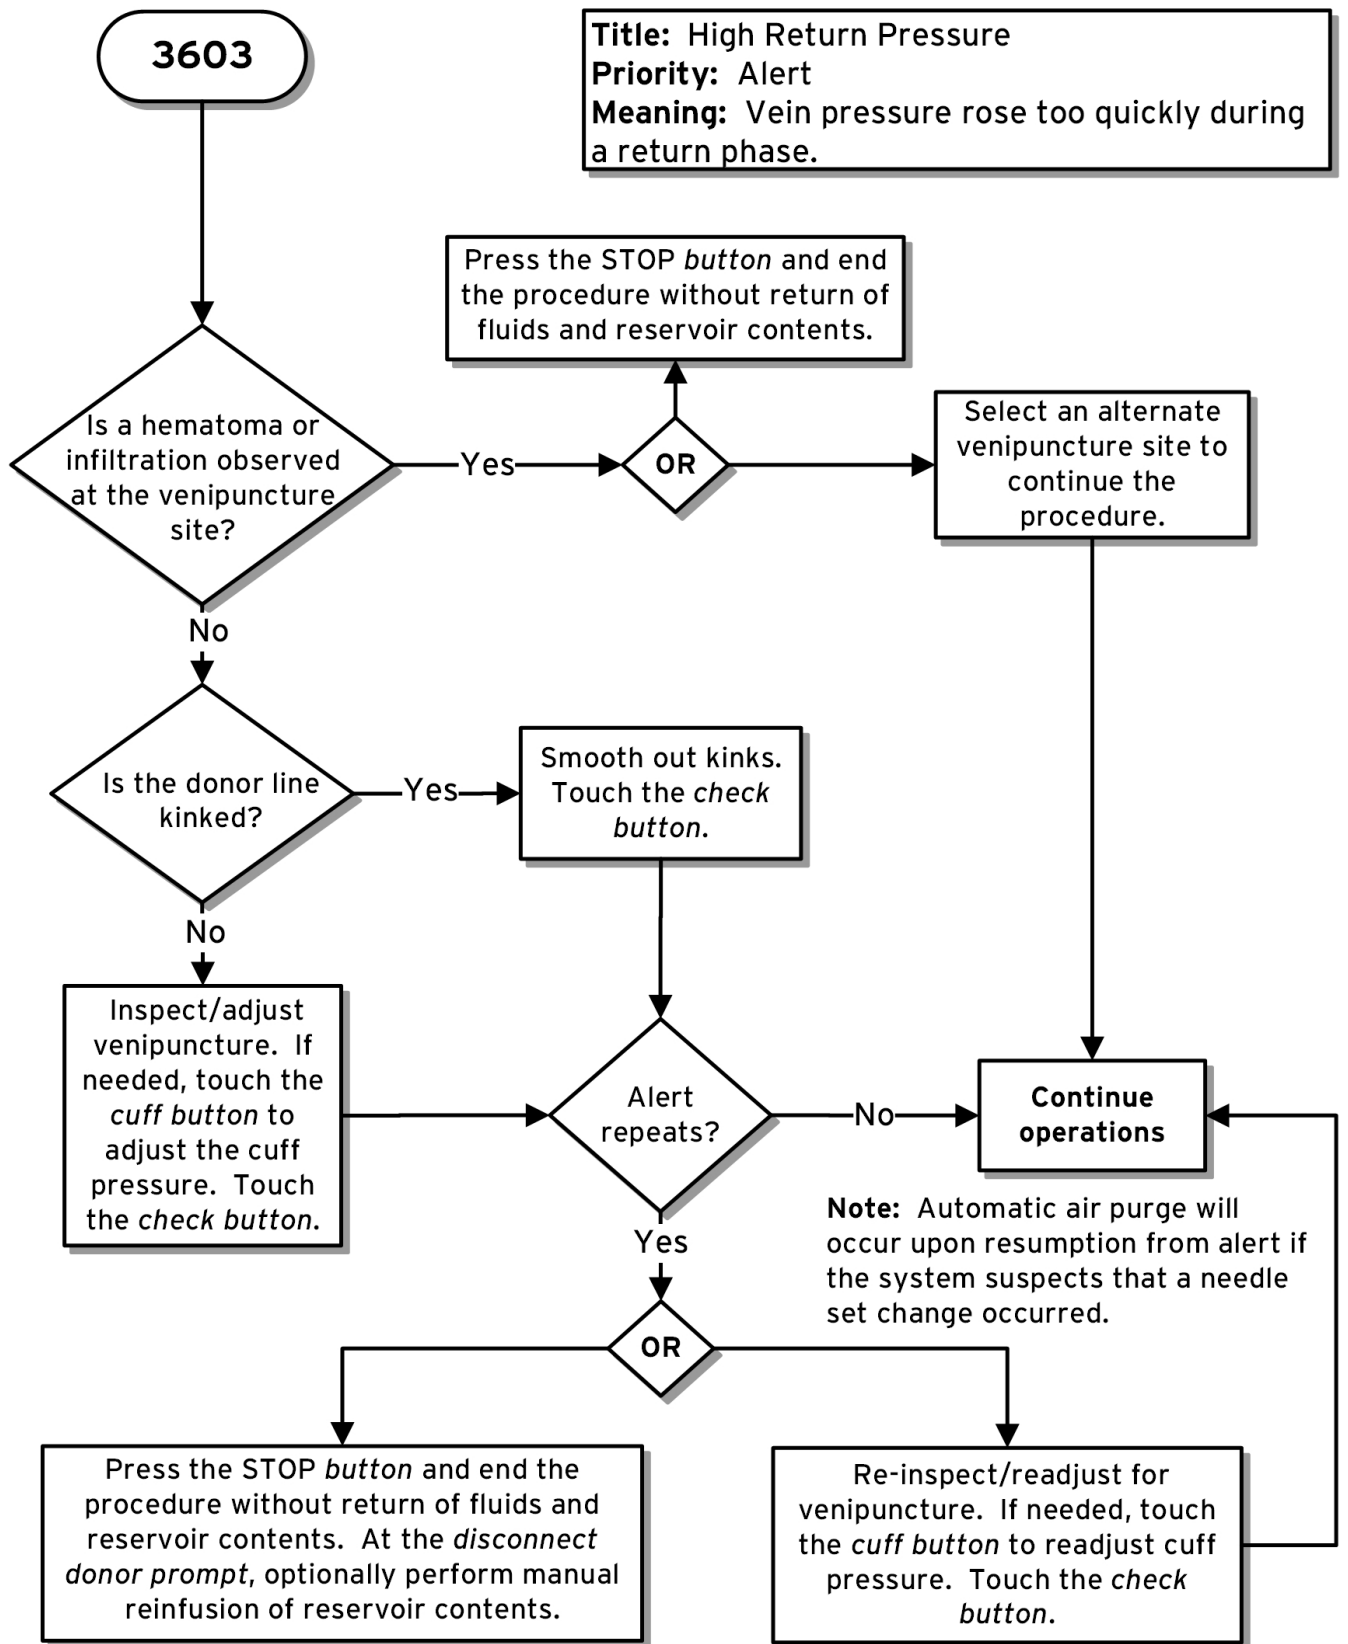 3603
Title: High Return Pressure
Priority: Alert
Meaning: Vein pressure rose too quickly during
a return phase.
Press the STOP button and end
the procedure without return of
fluids and reservoir contents.
Is a hematoma or
infiltration observed
at the venipuncture
site?
Yes
OR
Select an alternate
venipuncture site to
continue the
procedure.
No
Is the donor line
kinked?
Yes
Smooth out kinks.
Touch the check
button.
No
Inspect/adjust
venipuncture. If
needed, touch the
cuff button to
adjust the cuff
pressure. Touch
the check button.
Alert
repeats?
No
Continue
operations
Note: Automatic air purge will
occur upon resumption from alert if
the system suspects that a needle
set change occurred.
Yes
OR
Press the STOP button and end the
procedure without return of fluids and
reservoir contents. At the disconnect
donor prompt, optionally perform manual
reinfusion of reservoir contents.
Re-inspect/readjust for
venipuncture. If needed, touch
the cuff button to readjust cuff
pressure. Touch the check
button.